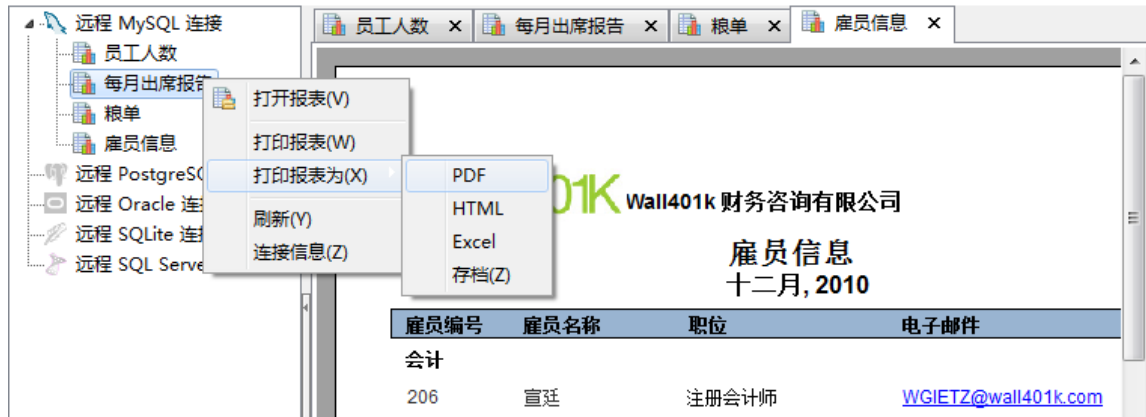 远程 MySQL 连接
员工人数
每月出席报告
粮单
雇员信息
远程 PostgreSQ
远程 Oracle 连
远程 SQLite 连
远程 SQL Serve
打开报表(V)
打印报表(W)
打印报表为(X)
刷新(Y)
连接信息(Z)
PDF
HTML
Excel
存档(Z)
员工人数 每月出席报告 粮单 雇员信息
01K Wall401k 财务咨询有限公司
雇员信息
十二月, 2010
雇员编号 雇员名称 职位 电子邮件
会计
206 宣廷 注册会计师 WGIETZ@wall401k.com